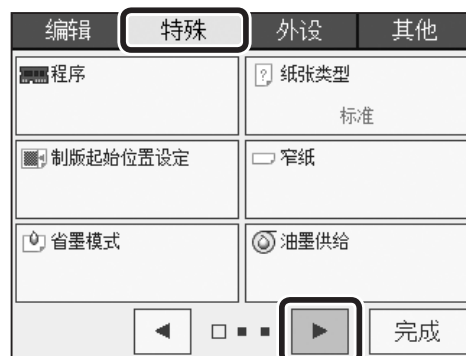 编辑 特殊 外设 其他
程序 纸张类型
标准
制版起始位置设定 窄纸
省墨模式 油墨供给
完成